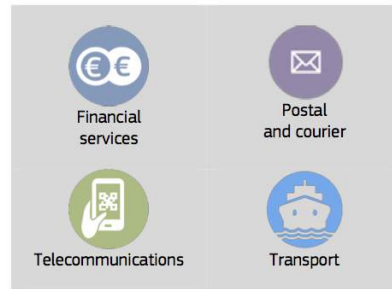 € €
Financial
services
Postal
and courier
Telecommunications
Transport